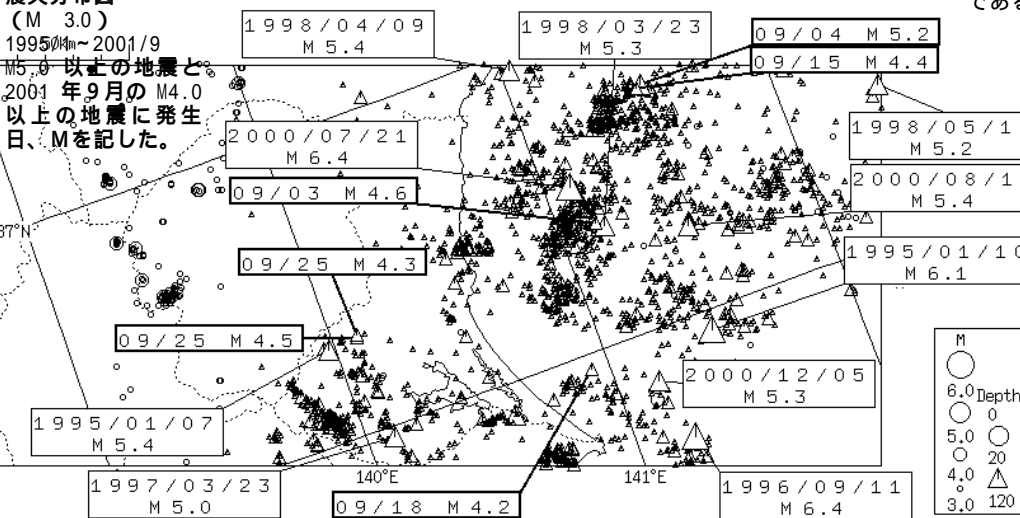 (M 3.0)
1995 ~2001/9
50km
M5.0 以上の地震と
2001 年9月の M4.0
以上の地震に発生
日、Mを記した。
である
1998/04/09
M 5.4
1998/03/23
M 5.3
09/04 M 5.2
09/15 M 4.4
1998/05/1
M 5.2
2000/07/21
M 6.4
2000/08/1
M 5.4
09/03 M 4.6
37°N
1995/01/10
M 6.1
09/25 M 4.3
09/25 M 4.5
2000/12/05
M 5.3
1995/01/07
M 5.4
140°E
141°E
1997/03/23
M 5.0
09/18 M 4.2
1996/09/11
M 6.4
M
6.0
5.0
4.0
3.0
Depth
0
20
120